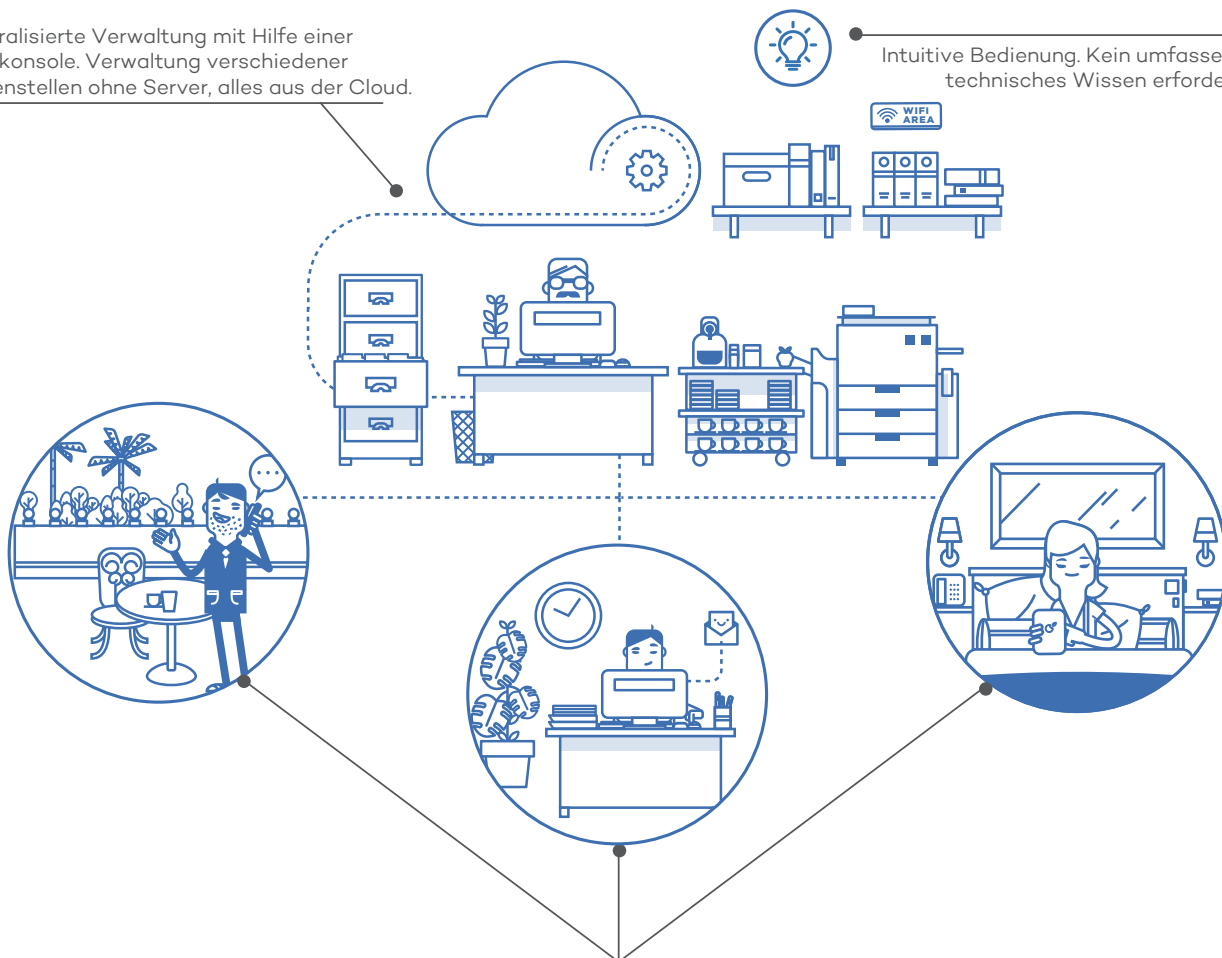 ralisierte Verwaltung mit Hilfe einer
konsole. Verwaltung verschiedener
enstellen ohne Server, alles aus der Cloud.
Intuitive Bedienung. Kein umfasse
technisches Wissen erforde
WIFI
AREA